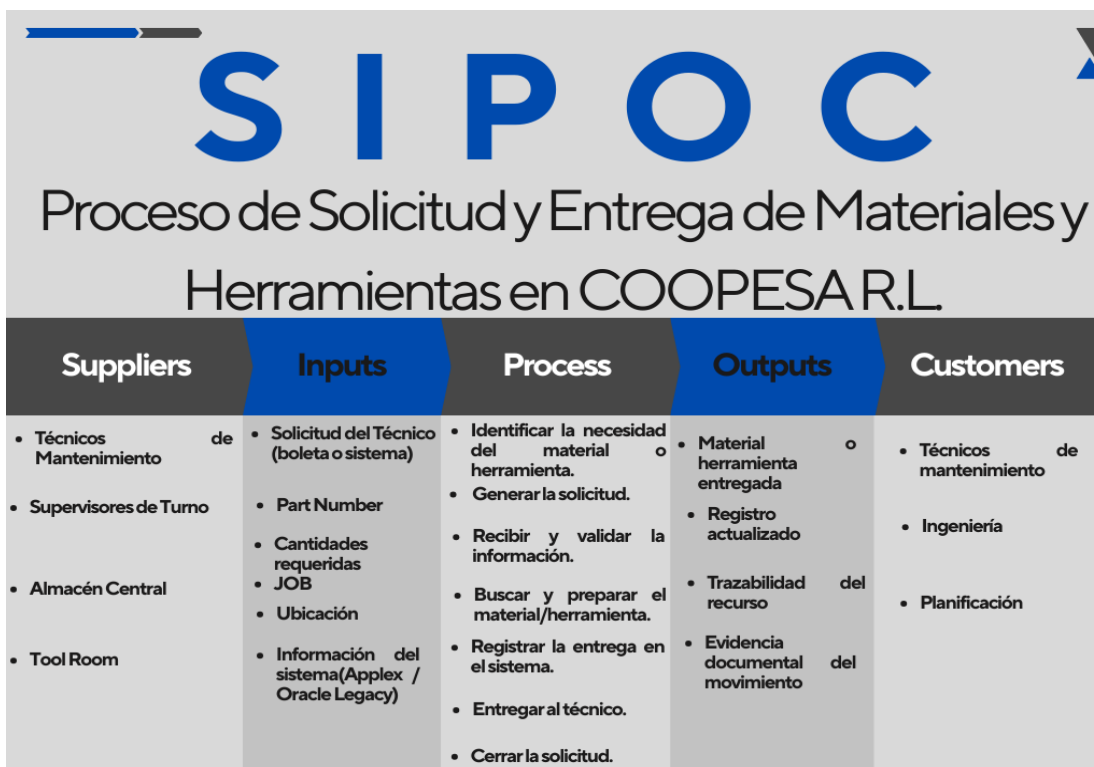 S I P O C
Proceso de Solicitud y Entrega de Materiales y
Herramientas en COOPESA R.L.
Suppliers
Inputs
Process
Outputs
Customers
• Técnicos de
Mantenimiento
• Supervisores de Turno
• Almacén Central
• Tool Room
• Solicitud del Técnico
(boleta o sistema)
• Part Number
• Cantidades
requeridas
• JOB
• Ubicación
• Información del
sistema(Applex /
Oracle Legacy)
• Identificar la necesidad
del material o
herramienta.
• Generar la solicitud.
• Recibir y validar la
información.
• Buscar y preparar el
material/herramienta.
• Registrar la entrega en
el sistema.
• Entregar al técnico.
• Cerrar la solicitud.
• Material o
herramienta
entregada
• Registro
actualizado
• Trazabilidad del
recurso
• Evidencia
documental del
movimiento
• Técnicos de
mantenimiento
• Ingeniería
• Planificación